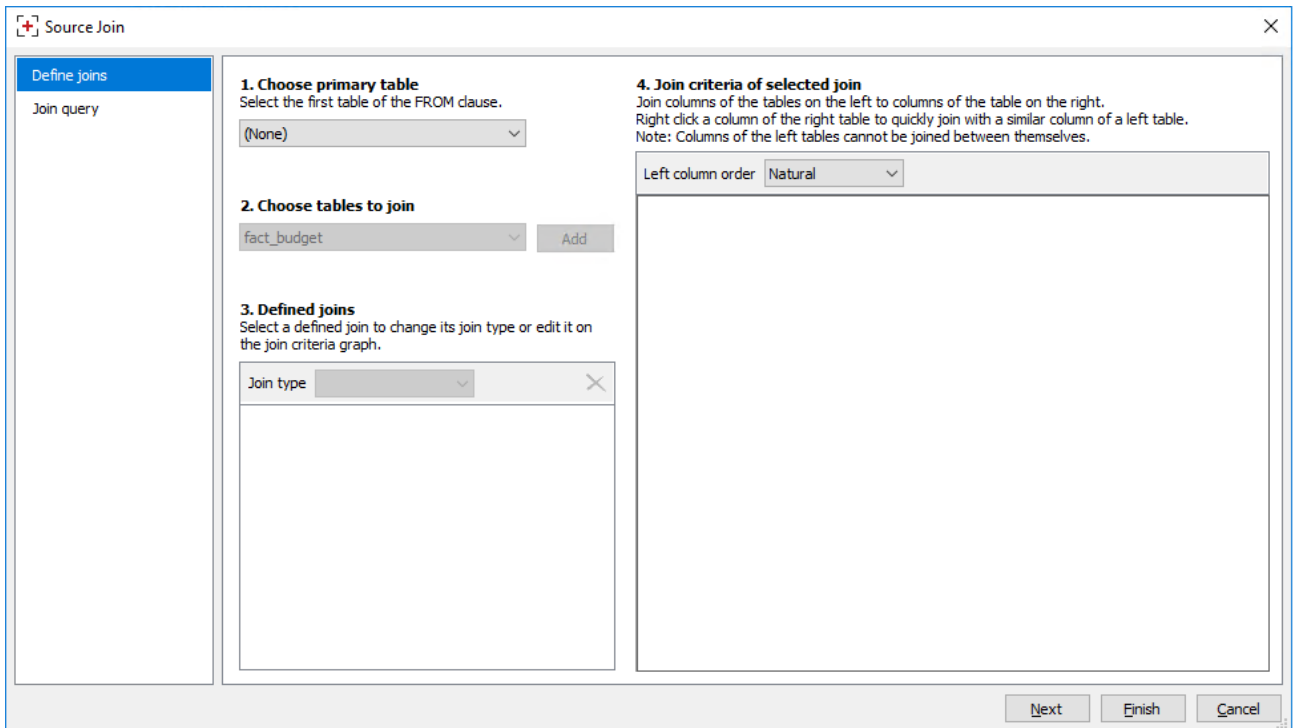 Source Join
Define joins
Join query
1. Choose primary table
Select the first table of the FROM clause.
(None)
2. Choose tables to join
fact_budget
Add
3. Defined joins
Select a defined join to change its join type or edit it on
the join criteria graph.
Join type
4. Join criteria of selected join
Join columns of the tables on the left to columns of the table on the right.
Right click a column of the right table to quickly join with a similar column of a left table.
Note: Columns of the left tables cannot be joined between themselves.
Left column order Natural
Next Finish Cancel